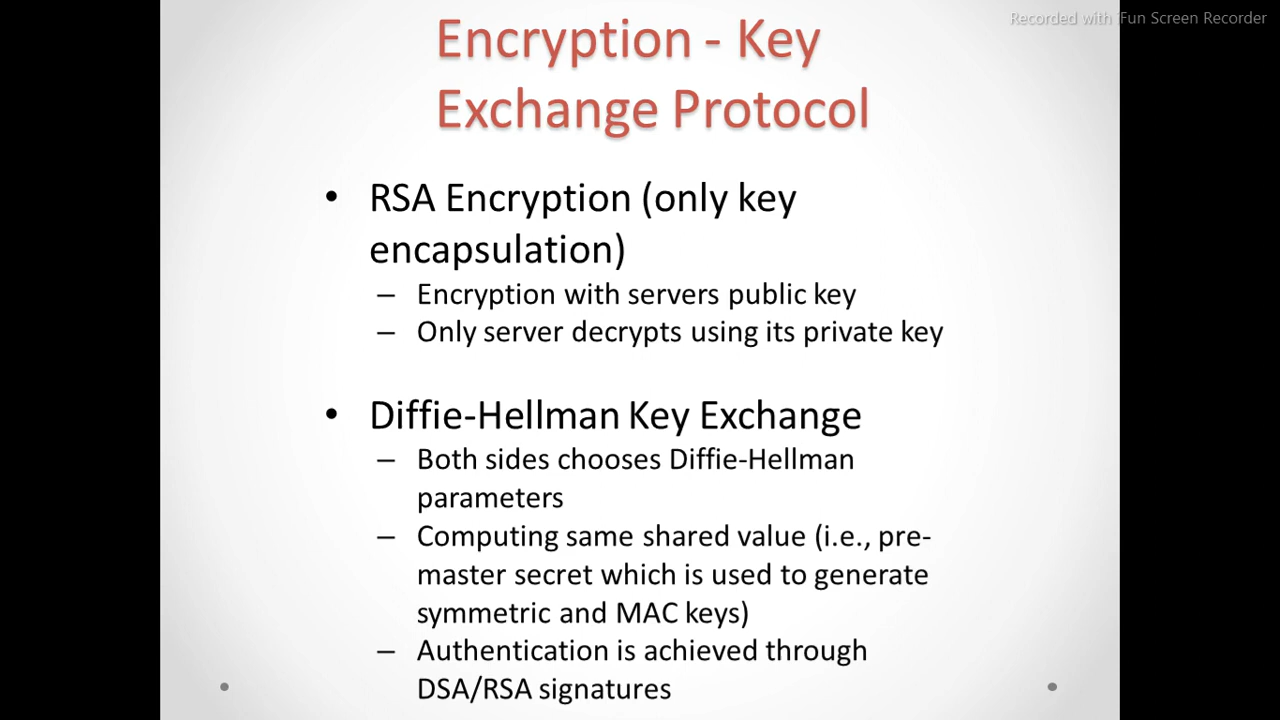 Recorded with iFun Screen Recorder
Encryption - Key
Exchange Protocol
• RSA Encryption (only key
encapsulation)
– Encryption with servers public key
– Only server decrypts using its private key
• Diffie-Hellman Key Exchange
– Both sides chooses Diffie-Hellman
parameters
– Computing same shared value (i.e., pre-
master secret which is used to generate
symmetric and MAC keys)
– Authentication is achieved through
DSA/RSA signatures